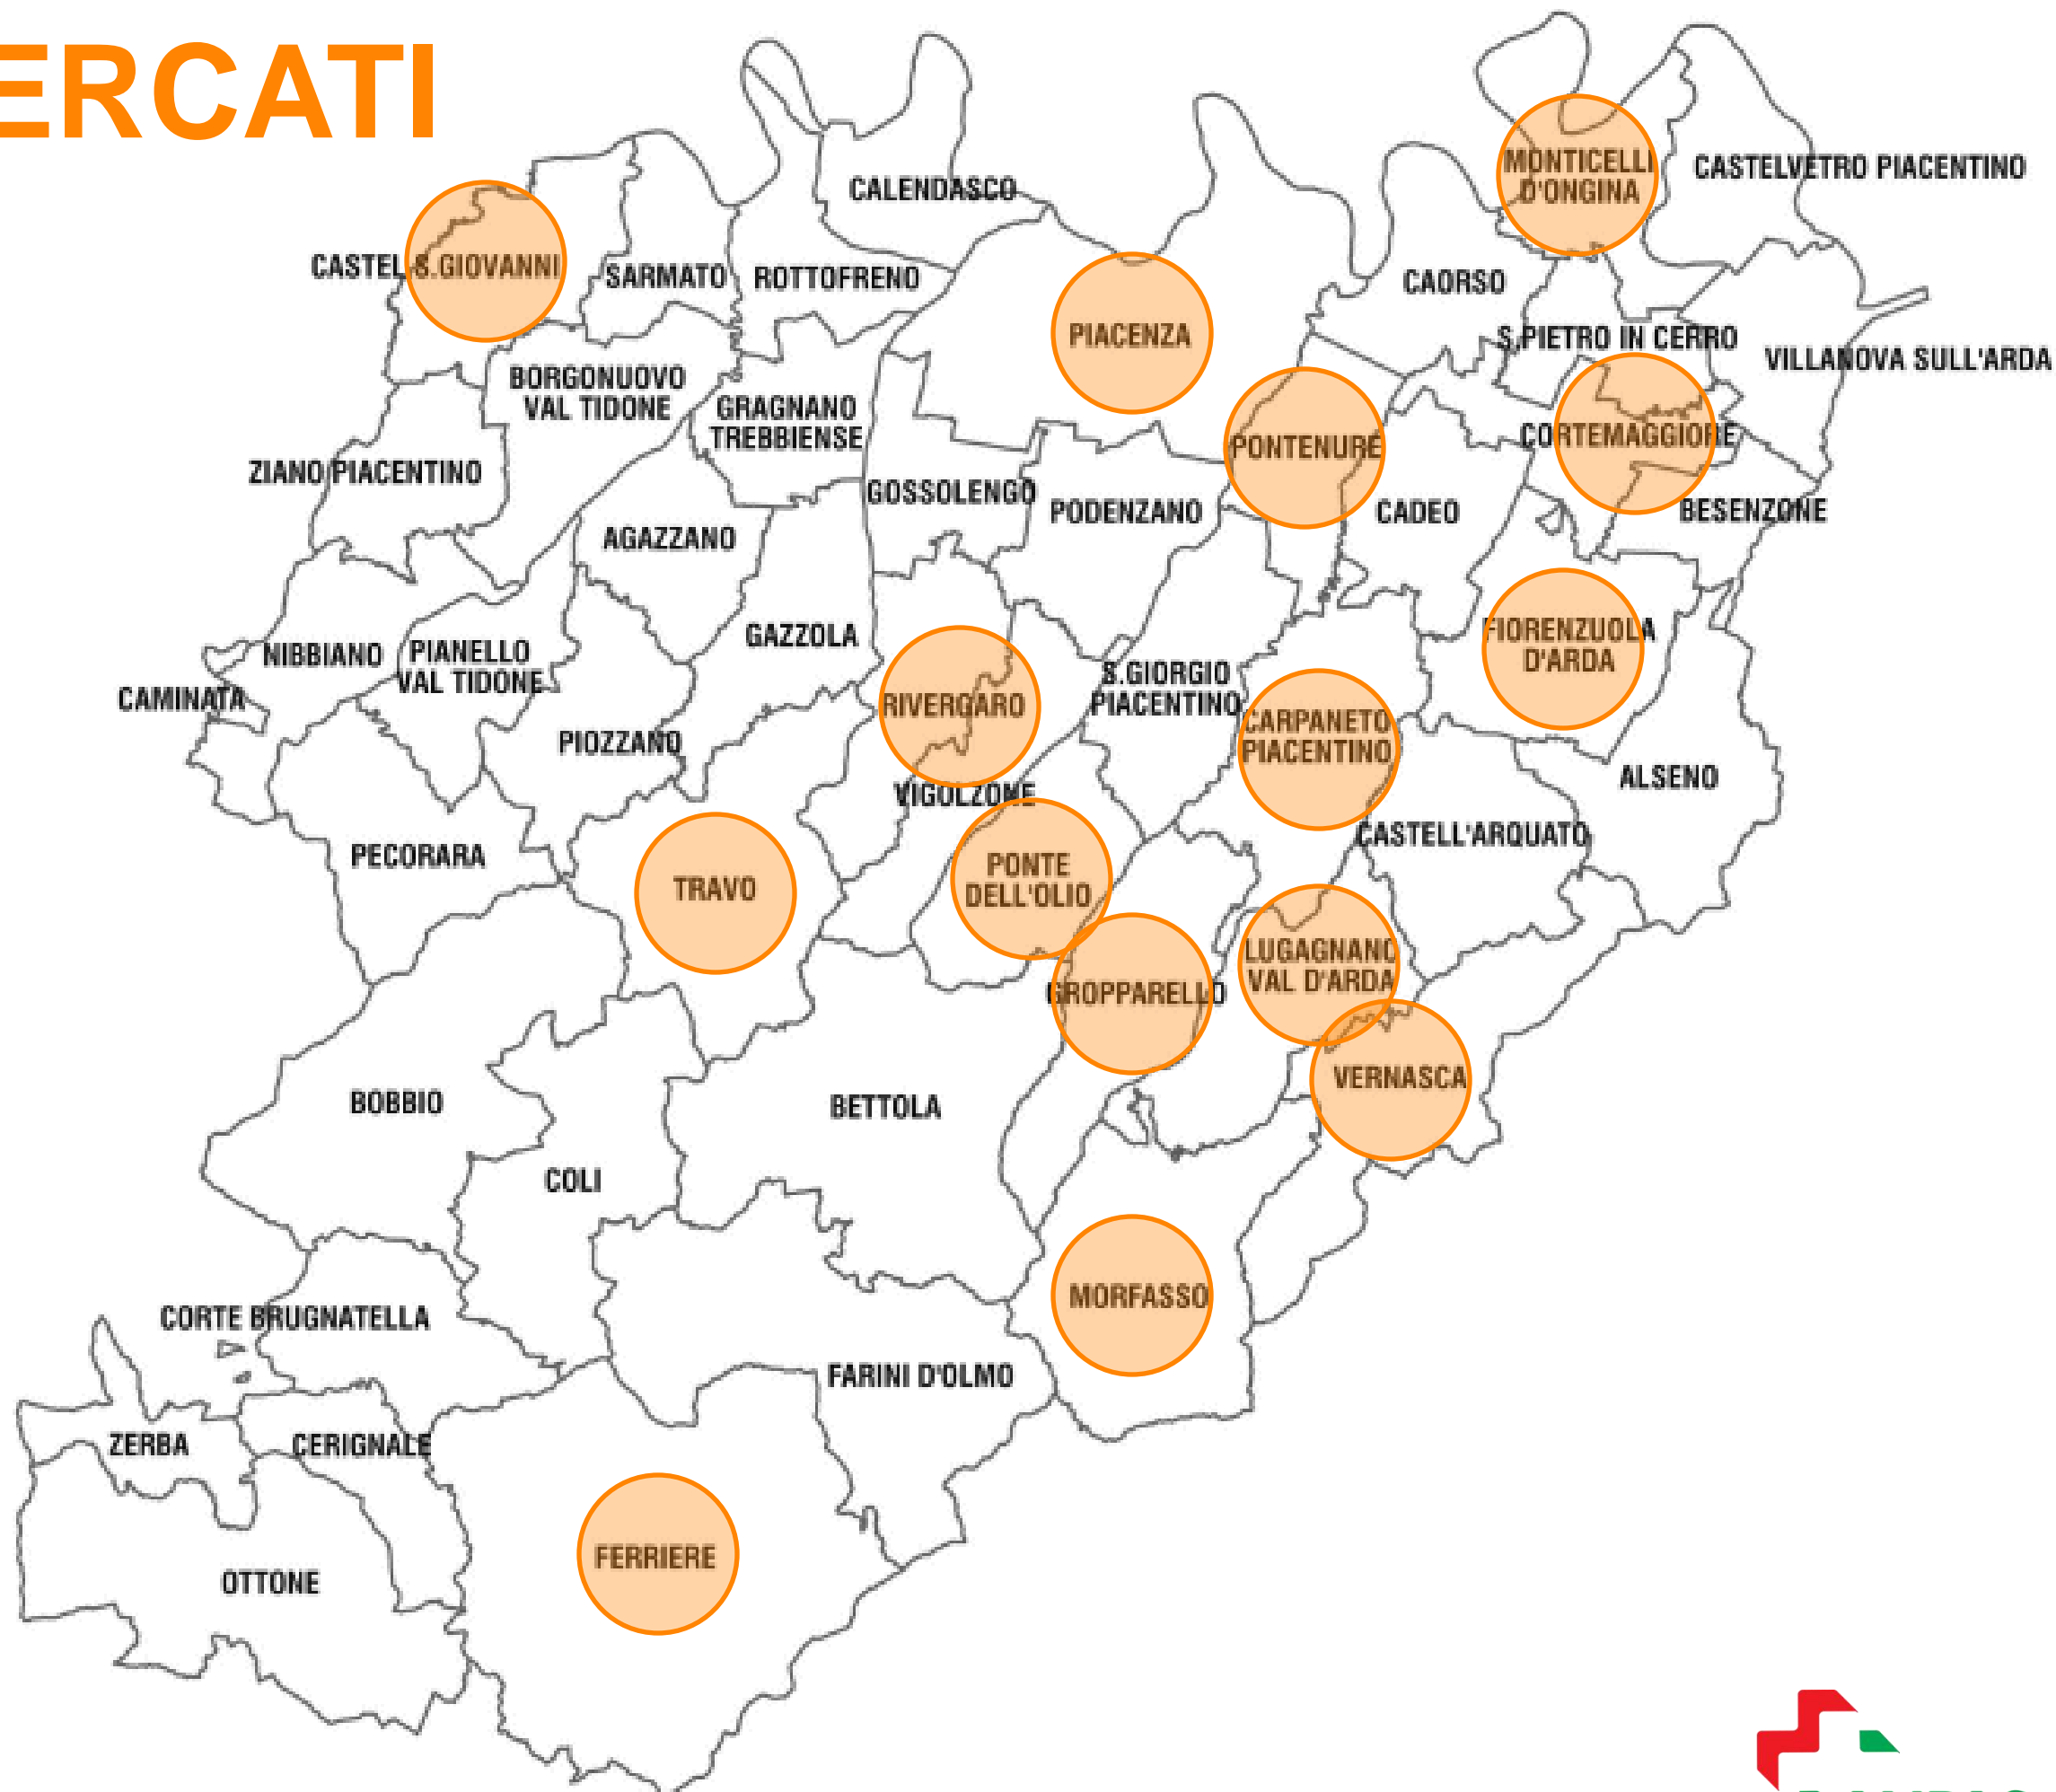 ERCATI
MONTICELLI
D'ONGINA
CASTELVETRO PIACENTINO
CALENDASCO
CASTEL S.GIOVANNI
SARMATO
ROTTOFRENO
CAORSO
PIACENZA
S.PIETRO IN CERRO
VILLANOVA SULL'ARDA
BORGONUOVO
VAL TIDONE
GRAGNANO
TREBBIENSE
PONTENURE
CORTEMAGGIORE
ZIANO PIACENTINO
GOSSOLENGO
PODENZANO
CADEO
BESENZONE
AGAZZANO
GAZZOLA
FIORENZUOLA
D'ARDA
NIBBIANO
PIANELLO
VAL TIDONE
S.GIORGIO
PIACENTINO
CAMINATA
RIVERGARO
CARPANETO
PIACENTINO
PIOZZANO
ALSENO
VIGOLZONE
CASTELL'ARQUATO
PECORARA
TRAVO
PONTE
DELL'OLIO
LUGAGNANO
VAL D'ARDA
GROPPARELLO
VERNASCA
BOBBIO
BETTOLA
COLI
MORFASSO
CORTE BRUGNATELLA
FARINI D'OLMO
ZERBA
CERIGNALE
FERRIERE
OTTONE